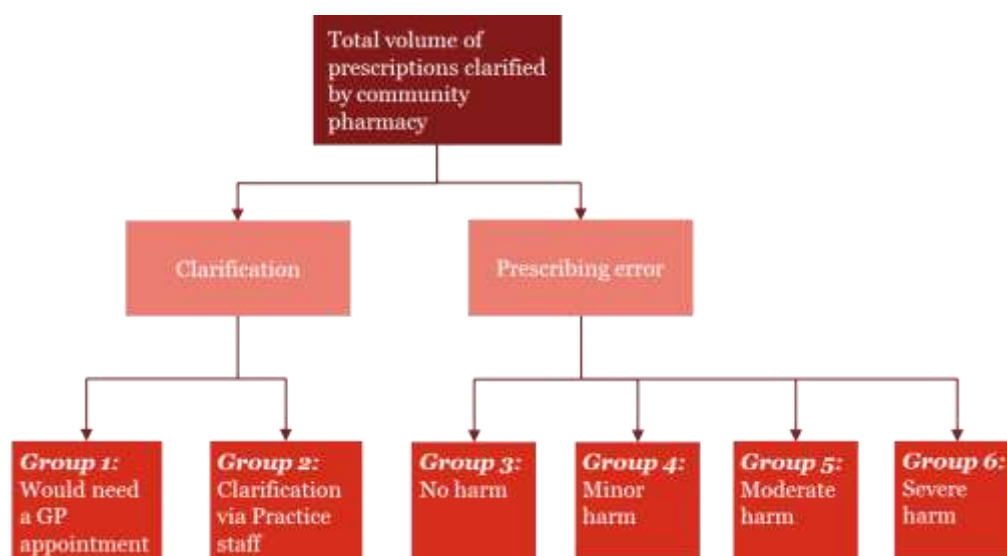 Total volume of
prescriptions clarified
by community
pharmacy
Clarification
Prescribing error
Group 1:
Would need
a GP
appointment
Group 2:
Clarification
via Practice
staff
Group 3:
No harm
Group 4:
Minor
harm
Group 5:
Moderate
harm
Group 6:
Severe
harm